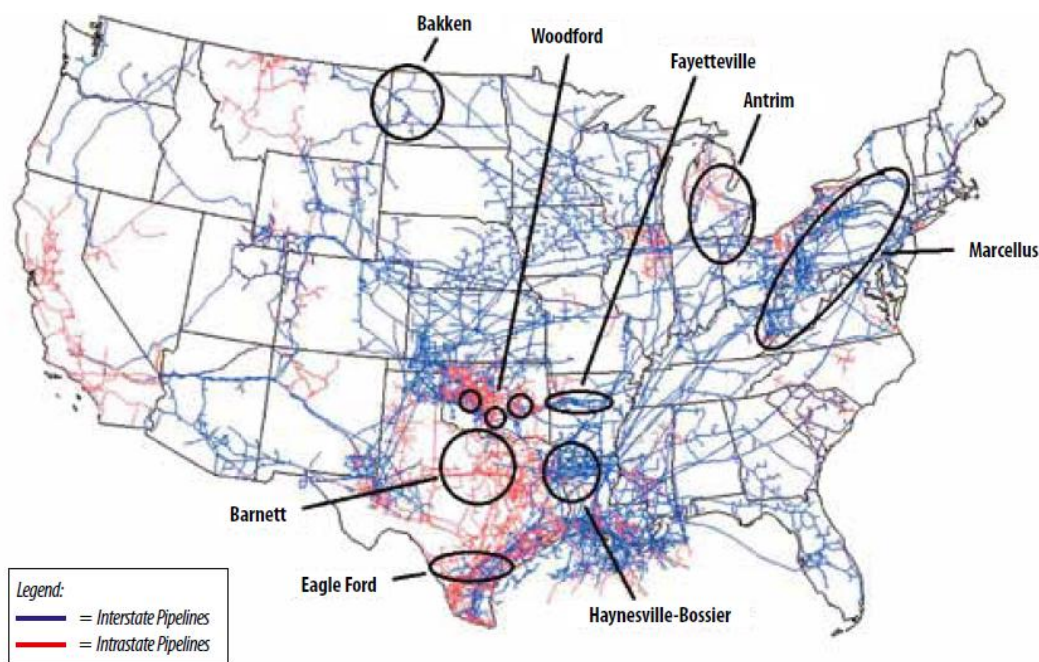 Bakken
Woodford
Fayetteville
Antrim
Marcellus
Barnett
Eagle Ford
Haynesville-Bossier
Legend:
= Interstate Pipelines
= Intrastate Pipelines